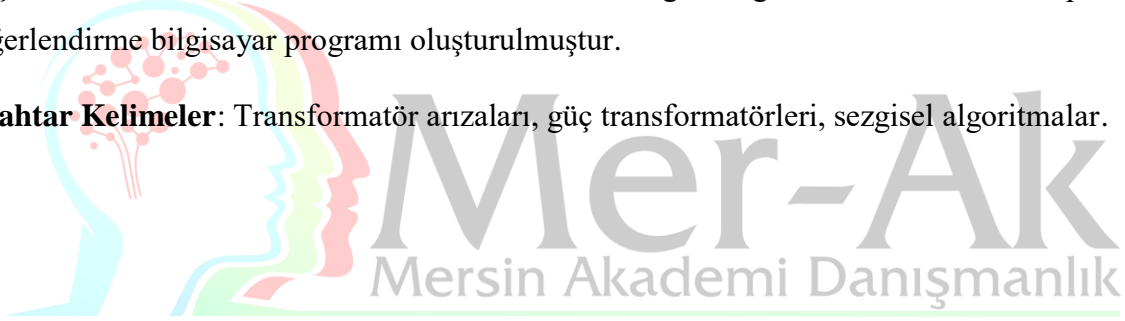 ğerlendirme bilgisayar programı oluşturulmuştur.
ahtar Kelimeler: Transformatör arızaları, güç transformatörleri, sezgisel algoritmalar.
Mer-Ak
Mersin Akademi Danışmanlık